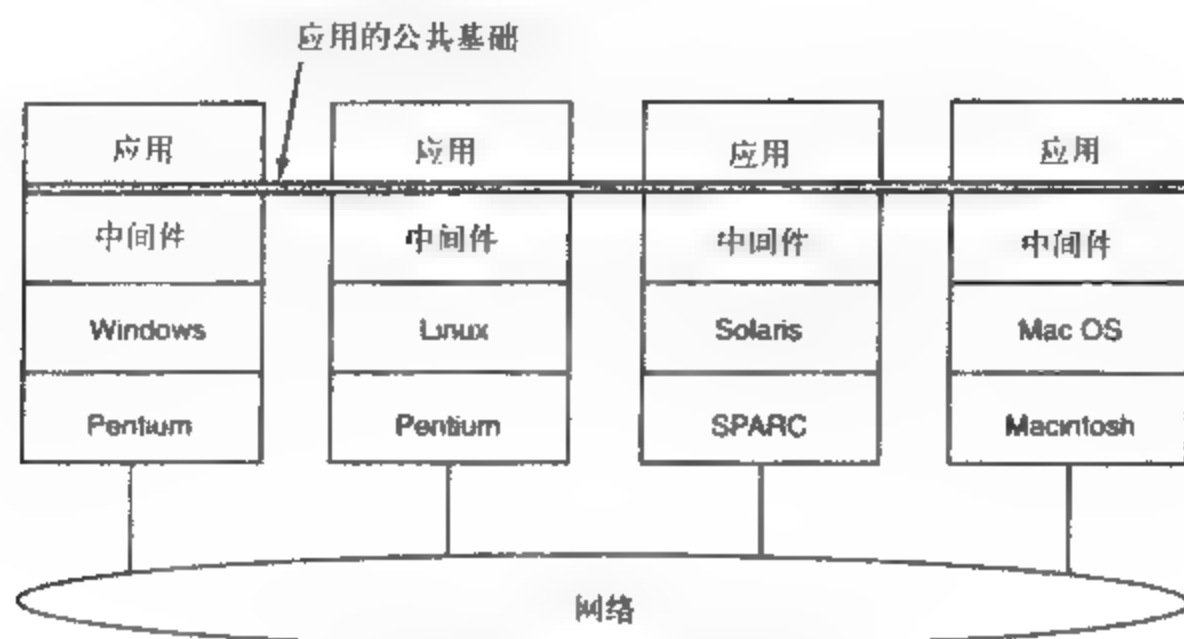 应用的公共基础
应用 应用 应用 应用
中间件 中间件 中间件 中间件
Windows Linux Solaris Mac OS
Pentium Pentium SPARC Macintosh
网络